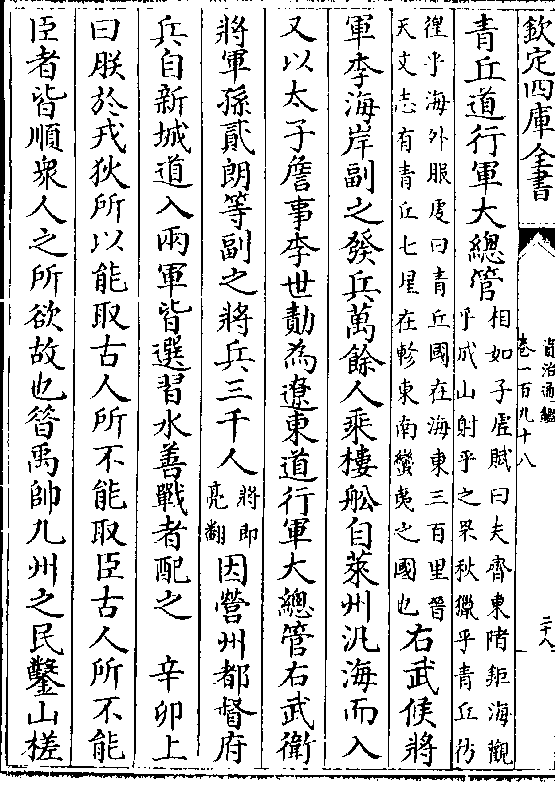 欽定四庫全書
資治通鑑
卷一百九十八
二十八
青丘道行軍大總管相如子虛賦曰夫齊東陼鉅海觀
乎成山射乎之罘秋獵乎青丘彷
徨乎海外服虔曰青丘國在海東三百里晉
天文志有青丘七星在軫東南蠻夷之國也右武候將
軍李海岸副之發兵萬餘人乘樓舩自萊州汎海而入
又以太子詹事李世勣為遼東道行軍大總管右武衛
將軍孫貳朗等副之將兵三千人將即
亮翻因營州都督府
兵自新城道入兩軍皆選習水善戰者配之　辛卯上
曰朕於戎狄所以能取古人所不能取臣古人所不能
臣者皆順衆人之所欲故也昝禹帥九州之民鑿山槎